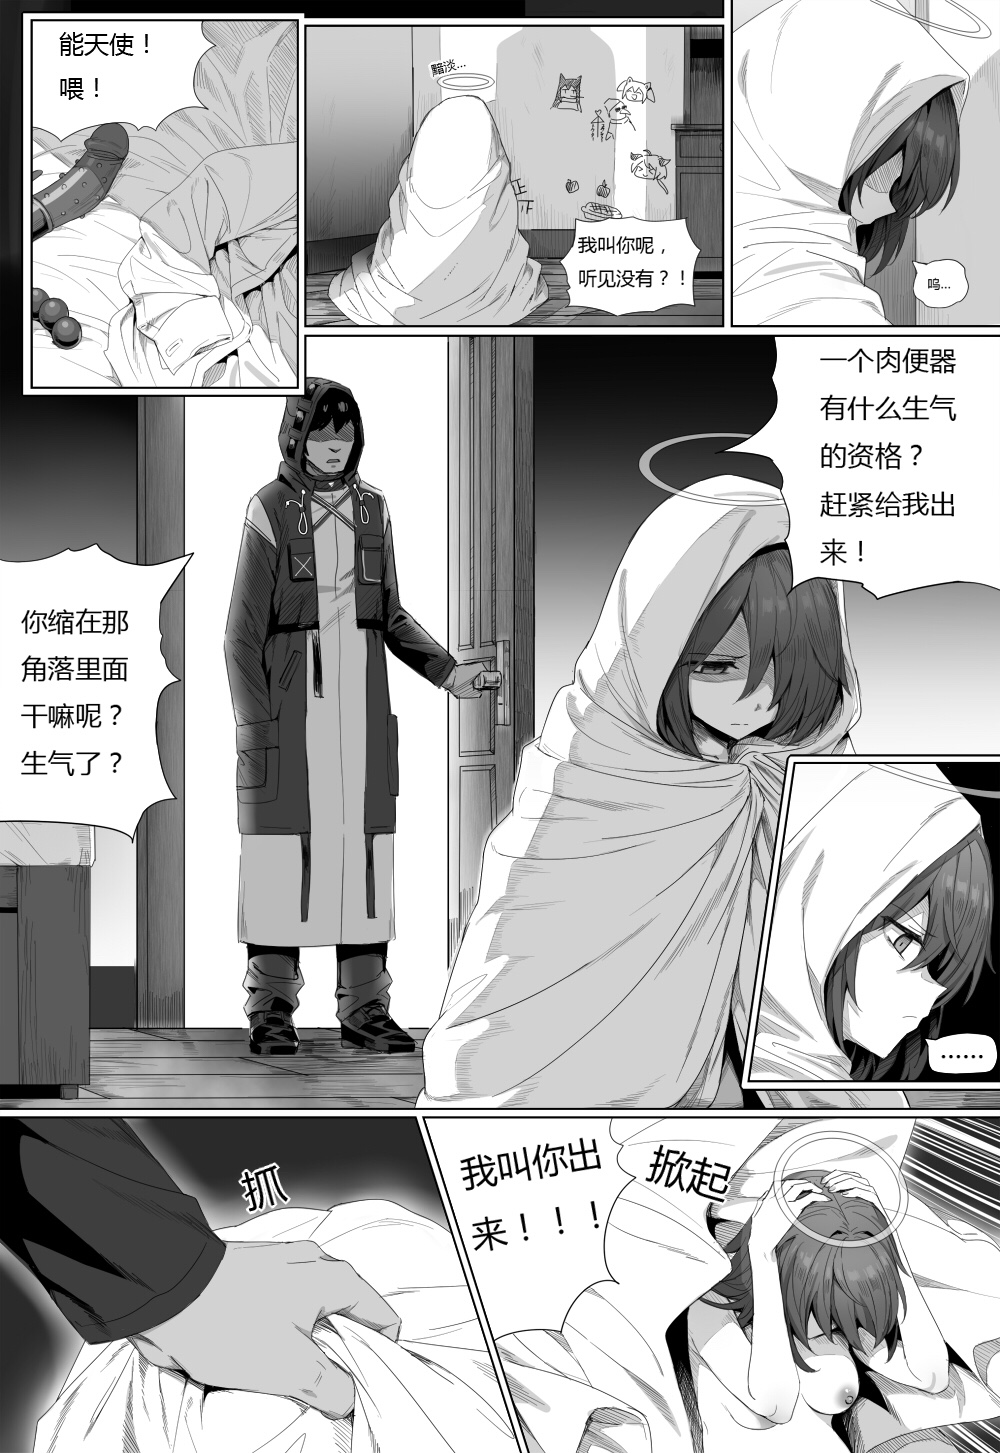 能天使！
喂！
黯淡…
正
正
我叫你呢，
听见没有？！
呜…
一个肉便器
有什么生气
的资格？
赶紧给我出
来！
你缩在那
角落里面
干嘛呢？
生气了？
……
抓
我叫你出
来！！！
掀起